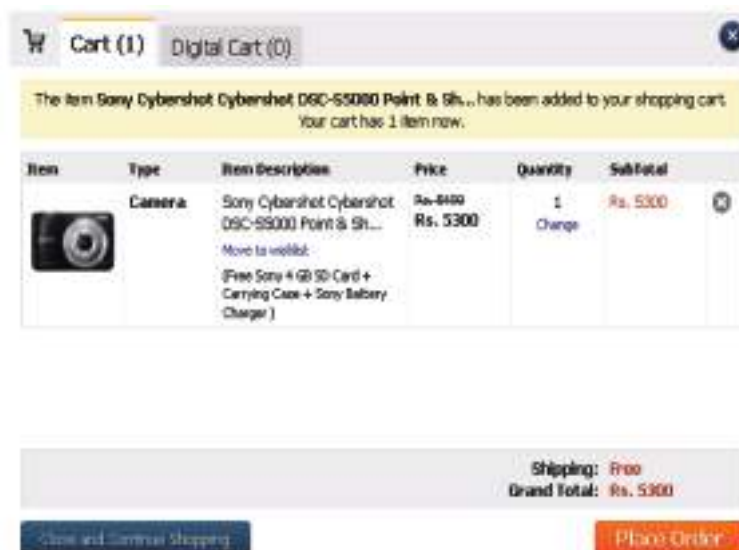 Cart (1) Digital Cart (0)
The item Sony Cybershot Cybershot DSC-S5000 Point & Sh... has been added to your shopping cart.
Your cart has 1 item now.
Item Type Item Description Price Quantity SubTotal
Camera Sony Cybershot Cybershot Rs. 1 Rs. 5300
DSC-S5000 Point & Sh... Rs. 5300 Change
Move to wishlist
(Free Sony 4 GB SD Card +
Carrying Case + Sony Battery
Charger )
Shipping: Free
Grand Total: Rs. 5300
Close and Continue Shopping Place Order